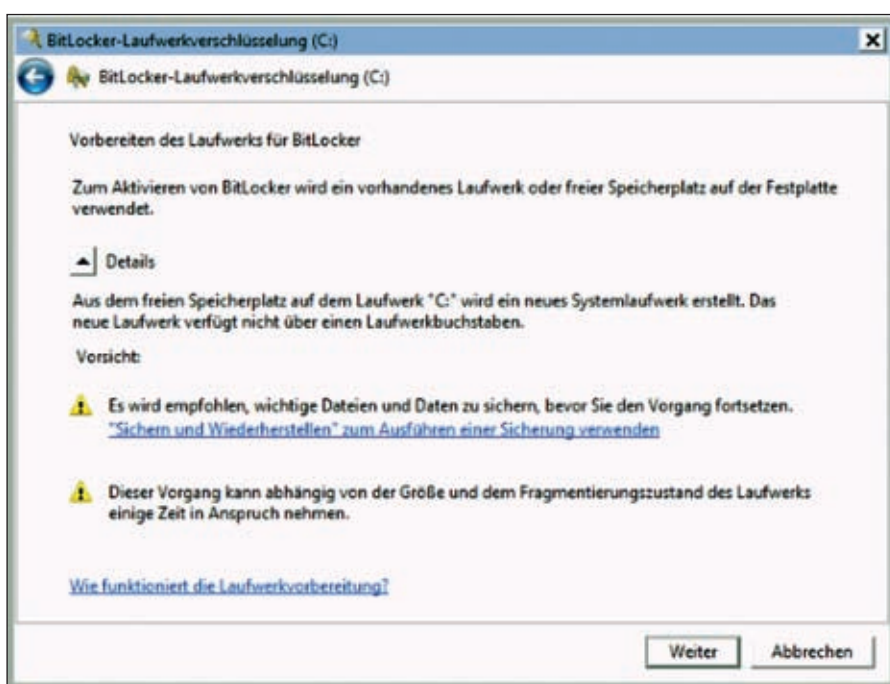 BitLocker-Laufwerkverschlüsselung (C:)
BitLocker-Laufwerkverschlüsselung (C:)
Vorbereiten des Laufwerks für BitLocker
Zum Aktivieren von BitLocker wird ein vorhandenes Laufwerk oder freier Speicherplatz auf der Festplatte
verwendet.
Details
Aus dem freien Speicherplatz auf dem Laufwerk "C:" wird ein neues Systemlaufwerk erstellt. Das
neue Laufwerk verfügt nicht über einen Laufwerkbuchstaben.
Vorsicht:
Es wird empfohlen, wichtige Dateien und Daten zu sichern, bevor Sie den Vorgang fortsetzen.
"Sichern und Wiederherstellen" zum Ausführen einer Sicherung verwenden
Dieser Vorgang kann abhängig von der Größe und dem Fragmentierungszustand des Laufwerks
einige Zeit in Anspruch nehmen.
Wie funktioniert die Laufwerkvorbereitung?
Weiter Abbrechen